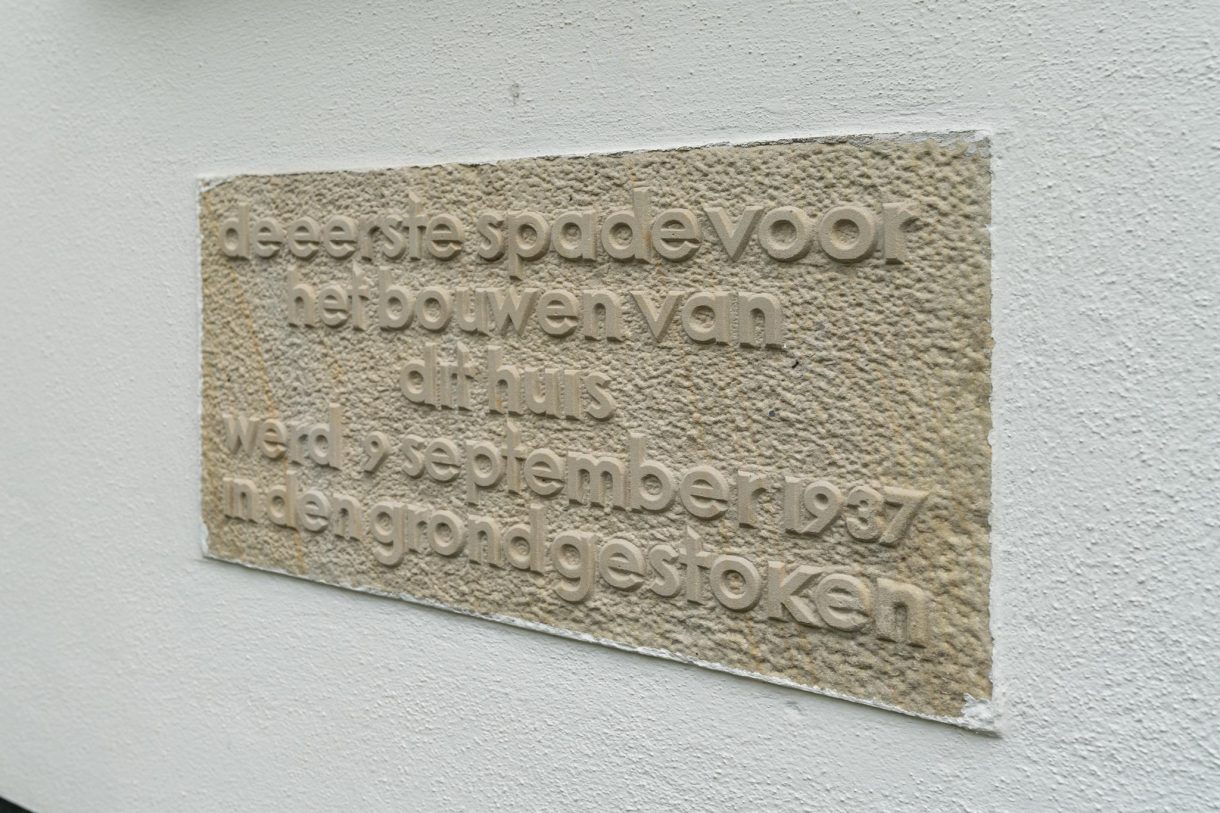 de eerste spade voor
het bouwen van
dit huis
werd 9 september 1937
in den grond gestoken